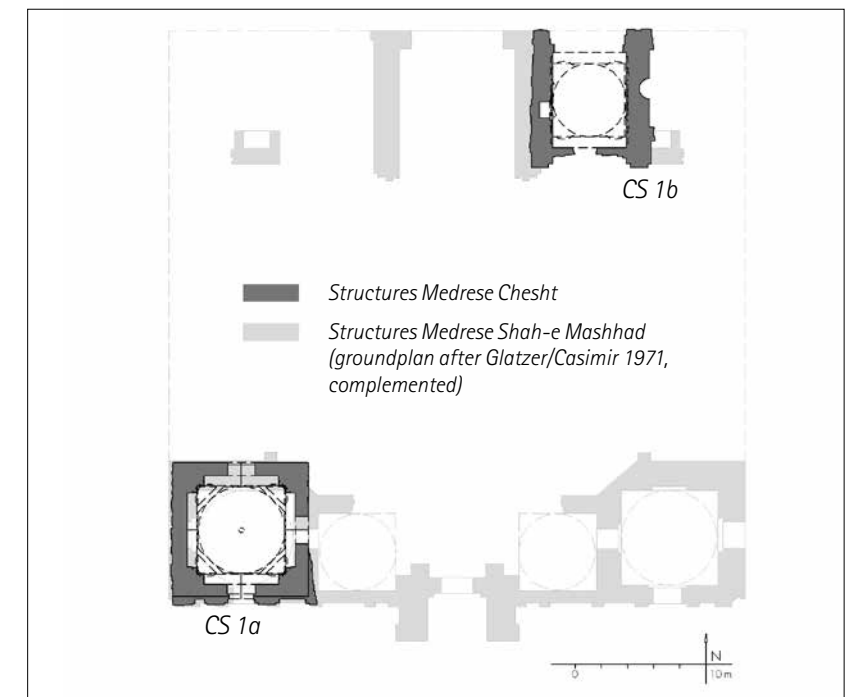 CS 1b
Structures Medrese Chesht
Structures Medrese Shah-e Mashhad
(groundplan after Glatzer/Casimir 1971,
complemented)
CS 1a
N
0
10m